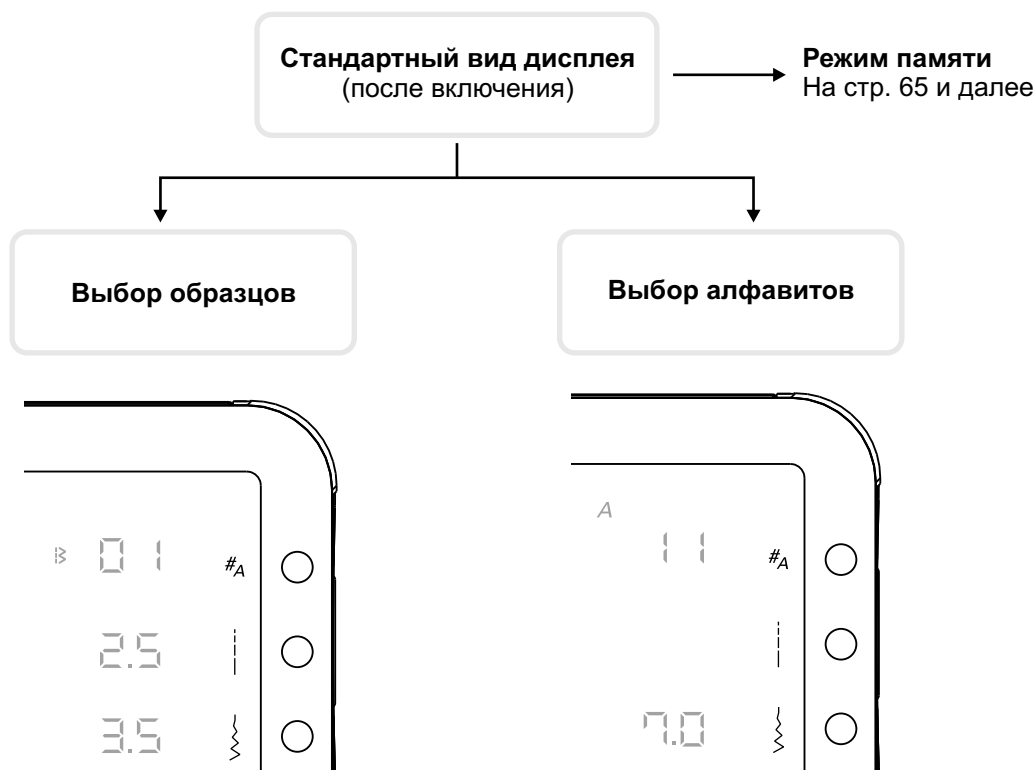 Стандартный вид дисплея
(после включения)
Режим памяти
На стр. 65 и далее
Выбор образцов
Выбор алфавитов
01
#A
2.5
3.5
A
11
#A
7.0